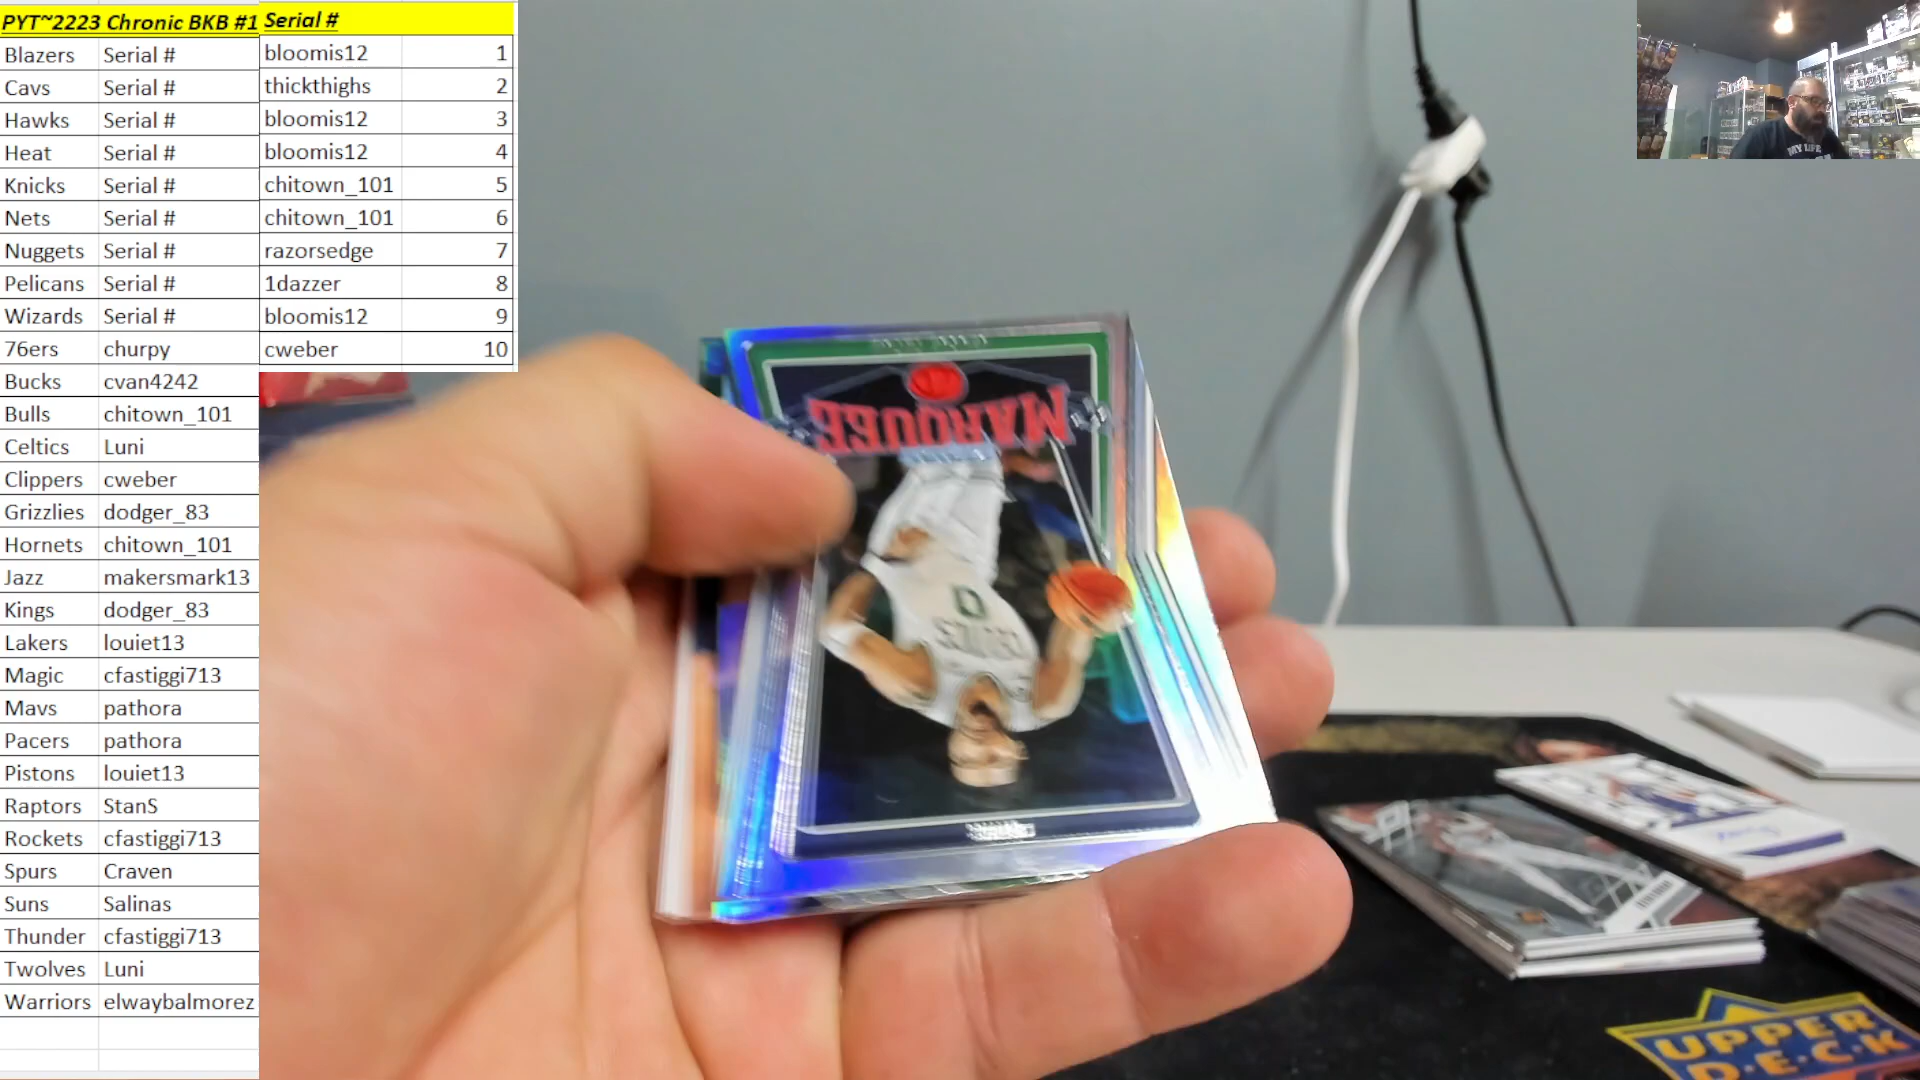 PYT~2223 Chronic BKB #1 Serial #
Blazers Serial # bloomis12 1
Cavs Serial # thickthighs 2
Hawks Serial # bloomis12 3
Heat Serial # bloomis12 4
Knicks Serial # chitown_101 5
Nets Serial # chitown_101 6
Nuggets Serial # razorsedge 7
Pelicans Serial # 1dazzer 8
Wizards Serial # bloomis12 9
76ers churpy cweber 10
Bucks cvan4242
Bulls chitown_101
Celtics Luni
Clippers cweber
Grizzlies dodger_83
Hornets chitown_101
Jazz makersmark13
Kings dodger_83
Lakers louiet13
Magic cfastiggi713
Mavs pathora
Pacers pathora
Pistons louiet13
Raptors StanS
Rockets cfastiggi713
Spurs Craven
Suns Salinas
Thunder cfastiggi713
Twolves Luni
Warriors elwaybalmorez
MARQUEE
0
MY LIFE
UPPER
D·E·C·K